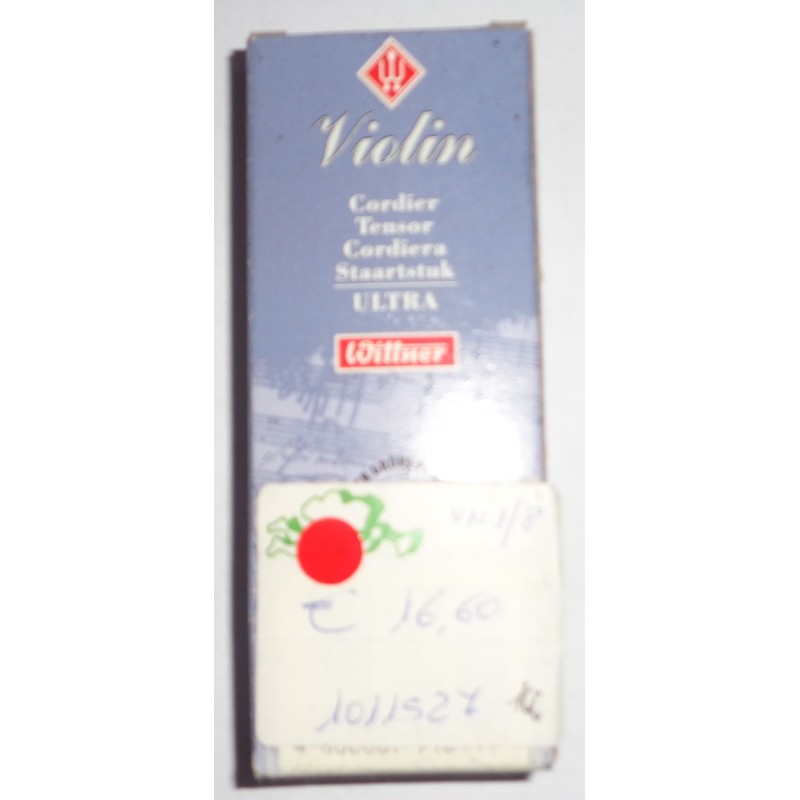 Violin
Cordier
Tensor
Cordiera
Staartstuk
ULTRA
Wittner
VN 1/8
€ 16,60
1011527